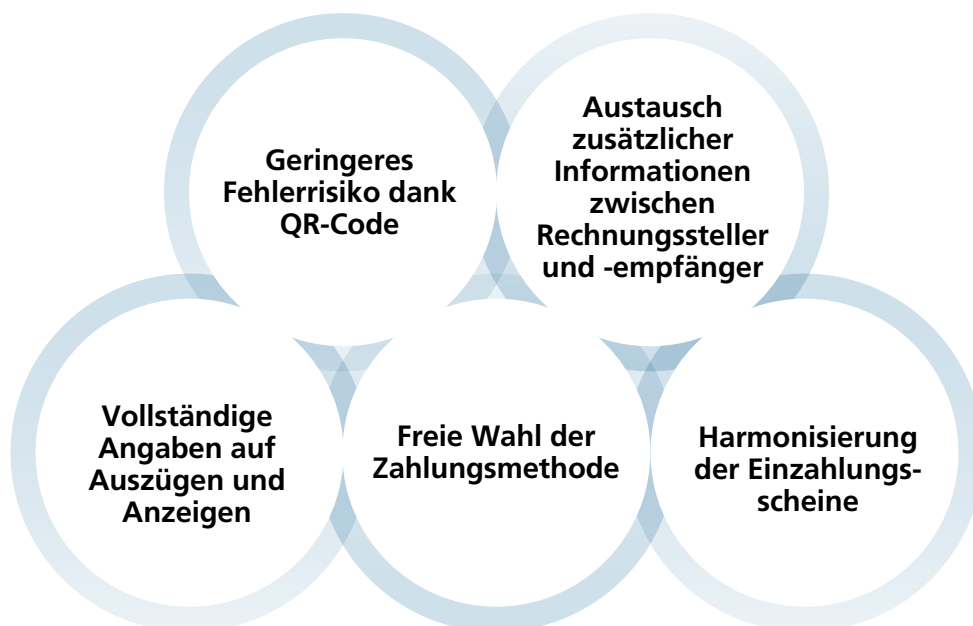 Geringeres
Fehlerrisiko dank
QR-Code
Austausch
zusätzlicher
Informationen
zwischen
Rechnungssteller
und -empfänger
Vollständige
Angaben auf
Auszügen und
Anzeigen
Freie Wahl der
Zahlungsmethode
Harmonisierung
der Einzahlungs-
scheine